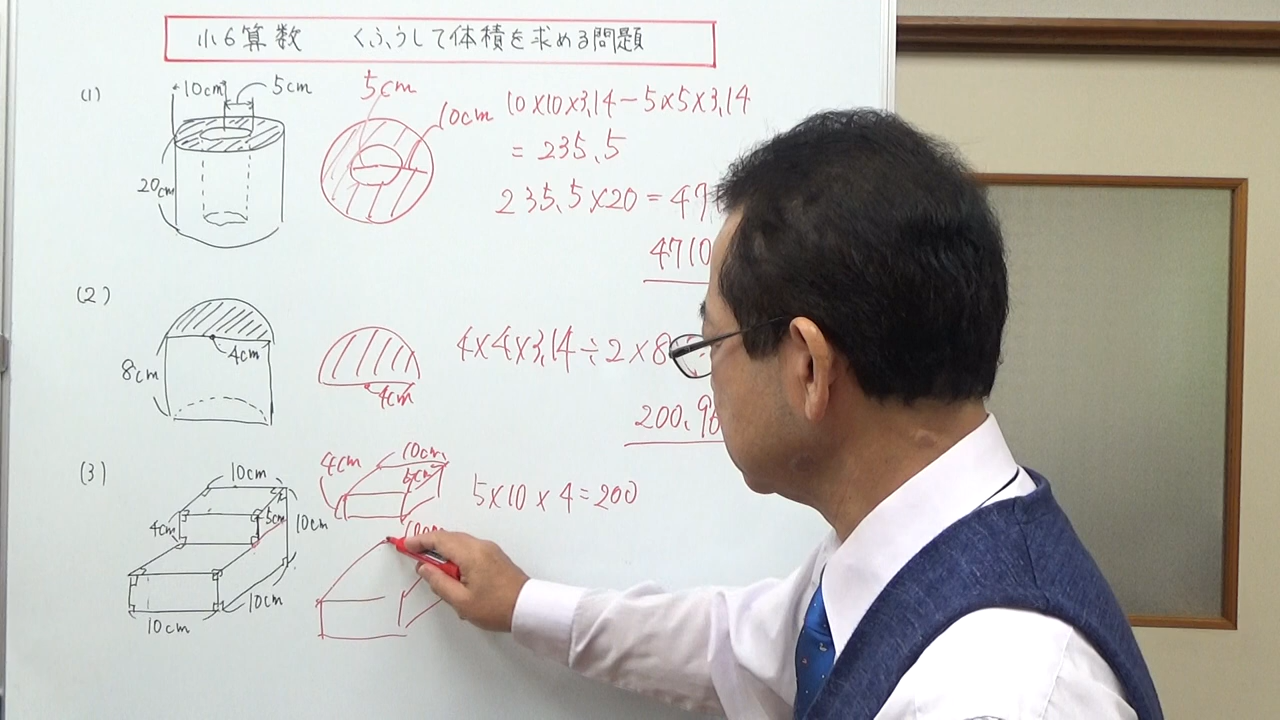 小6算数 くふうして体積を求める問題
(1)
10cm
5cm
20cm
5cm
10cm
10×10×3.14-5×5×3.14
=235.5
235.5×20=47
4710
(2)
8cm
4cm
4cm
4×4×3.14÷2×8
200.9
(3)
10cm
4cm
5cm
10cm
10cm
10cm
4cm
10cm
5cm
5×10×4=200